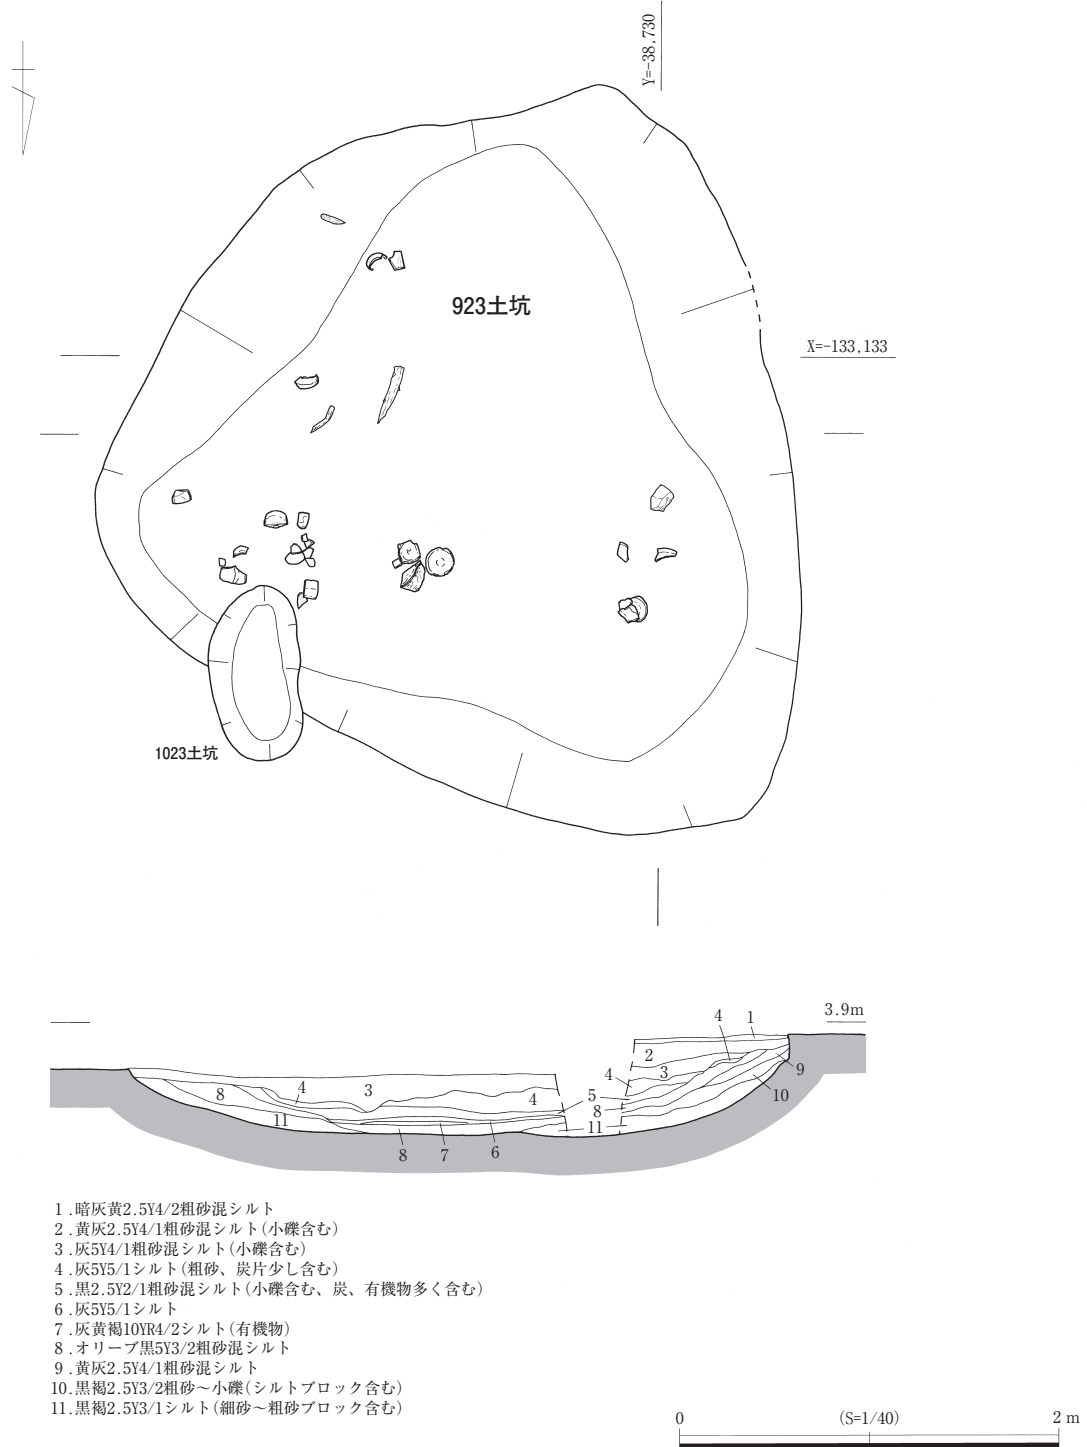 Y=-38,730
923土坑
X=-133,133
1023土坑
3.9m
4 1
2
3
4
9
10
5
8
11
8
4
3
4
11
8 7 6
1.暗灰黄2.5Y4/2粗砂混シルト
2.黄灰2.5Y4/1粗砂混シルト(小礫含む)
3.灰5Y4/1粗砂混シルト(小礫含む)
4.灰5Y5/1シルト(粗砂、炭片少し含む)
5.黒2.5Y2/1粗砂混シルト(小礫含む、炭、有機物多く含む)
6.灰5Y5/1シルト
7.灰黄褐10YR4/2シルト(有機物)
8.オリーブ黒5Y3/2粗砂混シルト
9.黄灰2.5Y4/1粗砂混シルト
10.黒褐2.5Y3/2粗砂～小礫(シルトブロック含む)
11.黒褐2.5Y3/1シルト(細砂～粗砂ブロック含む)
0 (S=1/40) 2 m